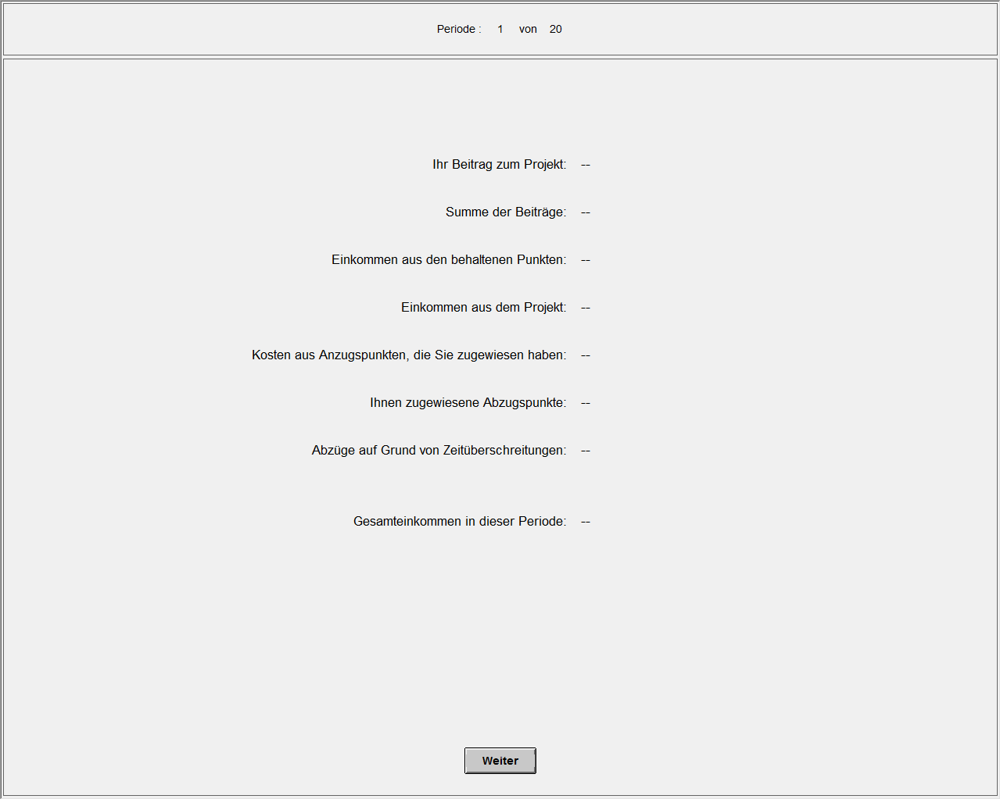 Periode : 1 von 20
Ihr Beitrag zum Projekt: --
Summe der Beiträge: --
Einkommen aus den behaltenen Punkten: --
Einkommen aus dem Projekt: --
Kosten aus Anzugspunkten, die Sie zugewiesen haben: --
Ihnen zugewiesene Abzugspunkte: --
Abzüge auf Grund von Zeitüberschreitungen: --
Gesamteinkommen in dieser Periode: --
Weiter